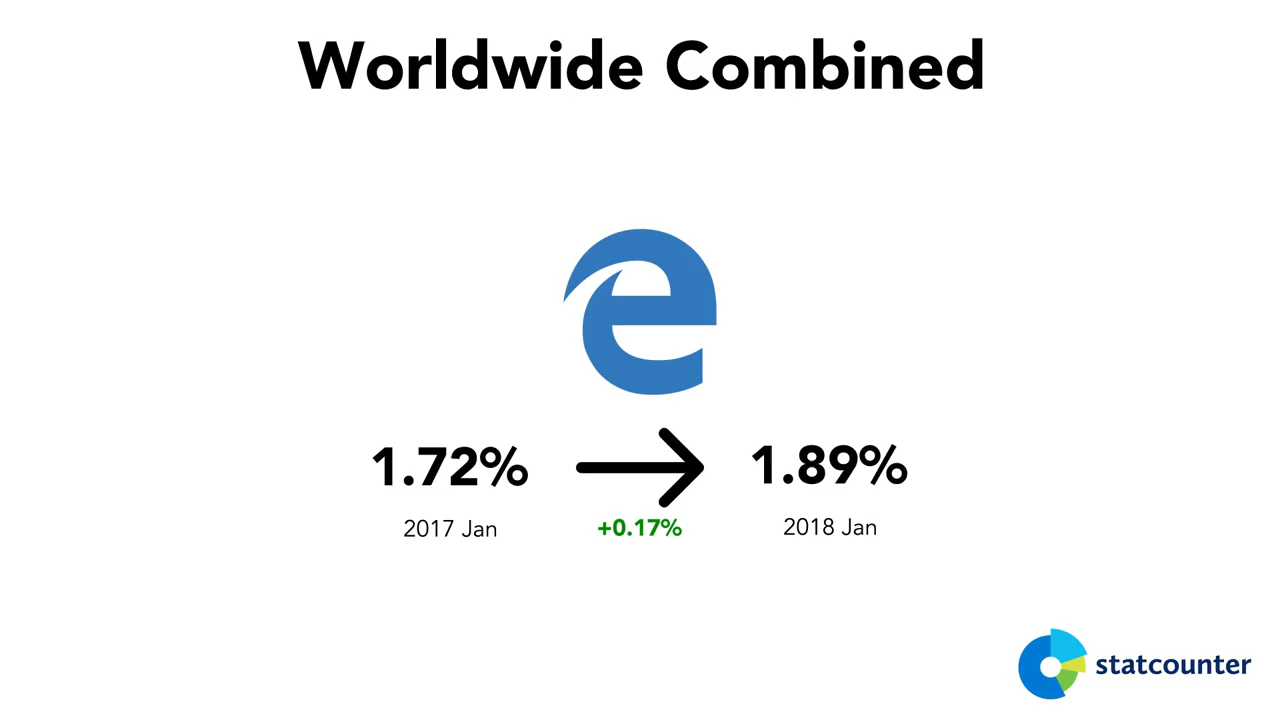 Worldwide Combined
1.72%
1.89%
2017 Jan
+0.17%
2018 Jan
statcounter